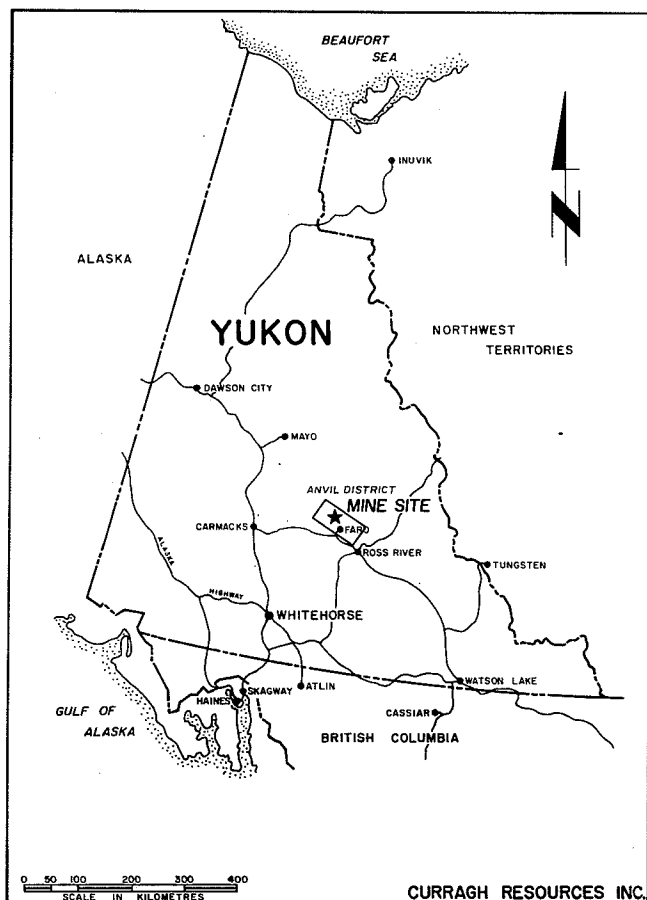 BEAUFORT
SEA
INUVIK
N
ALASKA
YUKON
NORTHWEST
TERRITORIES
DAWSON CITY
MAYO
ANVIL DISTRICT
MINE SITE
CARMACKS
FARO
ROSS RIVER
ALASKA
HIGHWAY
TUNGSTEN
WHITEHORSE
WATSON LAKE
ATLIN
SKAGWAY
HAINES
GULF OF
ALASKA
CASSIAR
BRITISH COLUMBIA
0 100 200 300 400
SCALE IN KILOMETRES
CURRAGH RESOURCES INC.